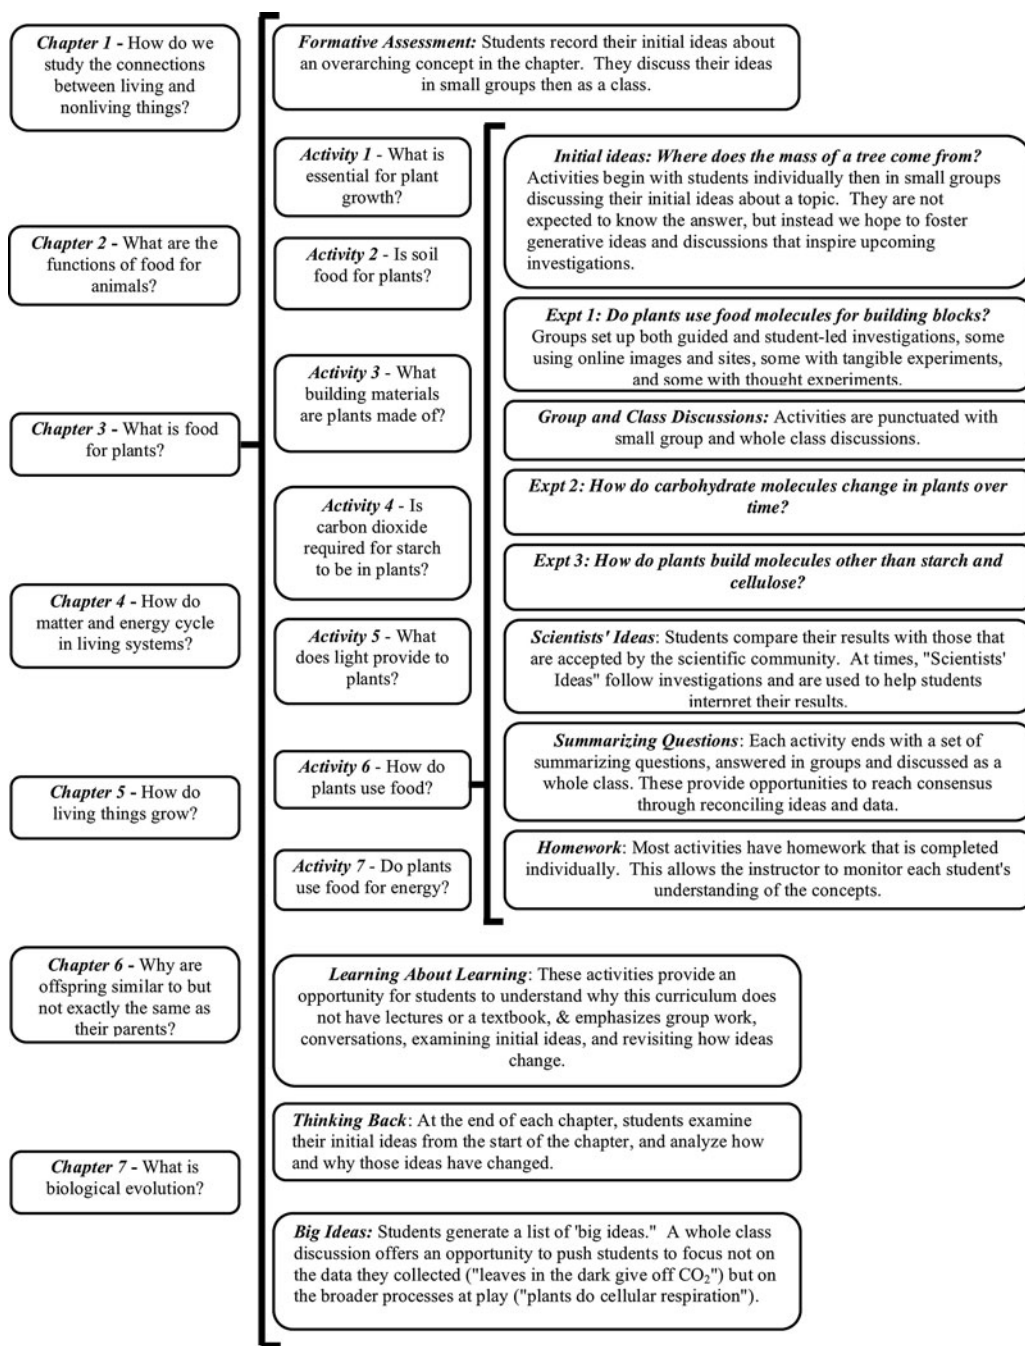 Chapter 1 - How do we
study the connections
between living and
nonliving things?
Chapter 2 - What are the
functions of food for
animals?
Chapter 3 - What is food
for plants?
Chapter 4 - How do
matter and energy cycle
in living systems?
Chapter 5 - How do
living things grow?
Chapter 6 - Why are
offspring similar to but
not exactly the same as
their parents?
Chapter 7 - What is
biological evolution?
Formative Assessment: Students record their initial ideas about
an overarching concept in the chapter. They discuss their ideas
in small groups then as a class.
Activity 1 - What is
essential for plant
growth?
Activity 2 - Is soil
food for plants?
Activity 3 - What
building materials
are plants made of?
Activity 4 - Is
carbon dioxide
required for starch
to be in plants?
Activity 5 - What
does light provide to
plants?
Activity 6 - How do
plants use food?
Activity 7 - Do plants
use food for energy?
Initial ideas: Where does the mass of a tree come from?
Activities begin with students individually then in small groups
discussing their initial ideas about a topic. They are not
expected to know the answer, but instead we hope to foster
generative ideas and discussions that inspire upcoming
investigations.
Expt 1: Do plants use food molecules for building blocks?
Groups set up both guided and student-led investigations, some
using online images and sites, some with tangible experiments,
and some with thought experiments.
Group and Class Discussions: Activities are punctuated with
small group and whole class discussions.
Expt 2: How do carbohydrate molecules change in plants over
time?
Expt 3: How do plants build molecules other than starch and
cellulose?
Scientists' Ideas: Students compare their results with those that
are accepted by the scientific community. At times, "Scientists'
Ideas" follow investigations and are used to help students
interpret their results.
Summarizing Questions: Each activity ends with a set of
summarizing questions, answered in groups and discussed as a
whole class. These provide opportunities to reach consensus
through reconciling ideas and data.
Homework: Most activities have homework that is completed
individually. This allows the instructor to monitor each student's
understanding of the concepts.
Learning About Learning: These activities provide an
opportunity for students to understand why this curriculum does
not have lectures or a textbook, & emphasizes group work,
conversations, examining initial ideas, and revisiting how ideas
change.
Thinking Back: At the end of each chapter, students examine
their initial ideas from the start of the chapter, and analyze how
and why those ideas have changed.
Big Ideas: Students generate a list of 'big ideas." A whole class
discussion offers an opportunity to push students to focus not on
the data they collected ("leaves in the dark give off CO₂") but on
the broader processes at play ("plants do cellular respiration").